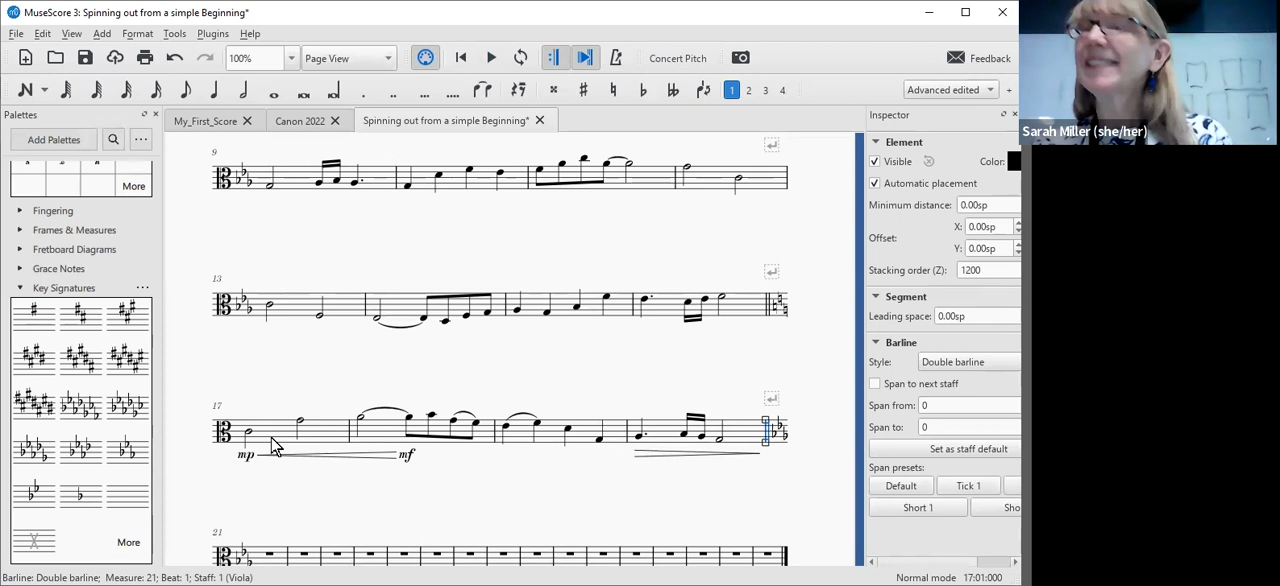 MuseScore 3: Spinning out from a simple Beginning*
File Edit View Add Format Tools Plugins Help
100% Page View Concert Pitch Feedback
N 1 2 3 4 Advanced edited +
Palettes
Add Palettes ...
More
Fingering
Frames & Measures
Fretboard Diagrams
Grace Notes
Key Signatures ...
More
My_First_Score Canon 2022 Spinning out from a simple Beginning*
9
13
17
mp mf
21
Inspector
Element
Visible Color:
Automatic placement
Minimum distance: 0.00sp
Offset: X: 0.00sp
Y: 0.00sp
Stacking order (Z): 1200
Segment
Leading space: 0.00sp
Barline
Style: Double barline
Span to next staff
Span from: 0
Span to: 0
Set as staff default
Span presets:
Default Tick 1
Short 1 Sho
Barline: Double barline; Measure: 21; Beat: 1; Staff: 1 (Viola) Normal mode 17:01:000
Sarah Miller (she/her)